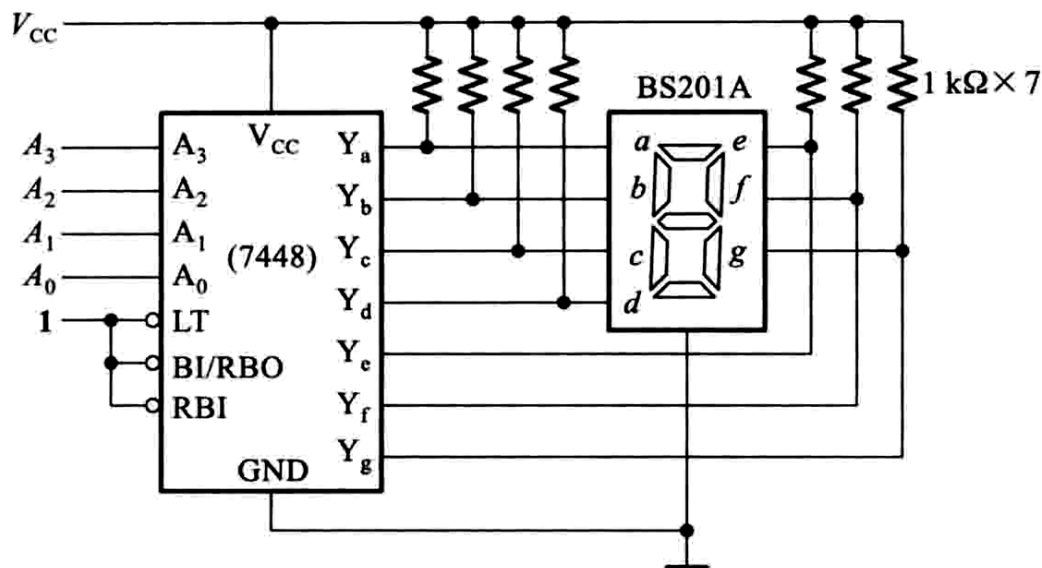 V_CC
1 kΩ×7
BS201A
A_3 A_3 V_CC Y_a a e
A_2 A_2 Y_b b f
A_1 A_1 (7448) Y_c c g
A_0 A_0 Y_d d
1 LT
BI/RBO Y_e
RBI Y_f
GND Y_g